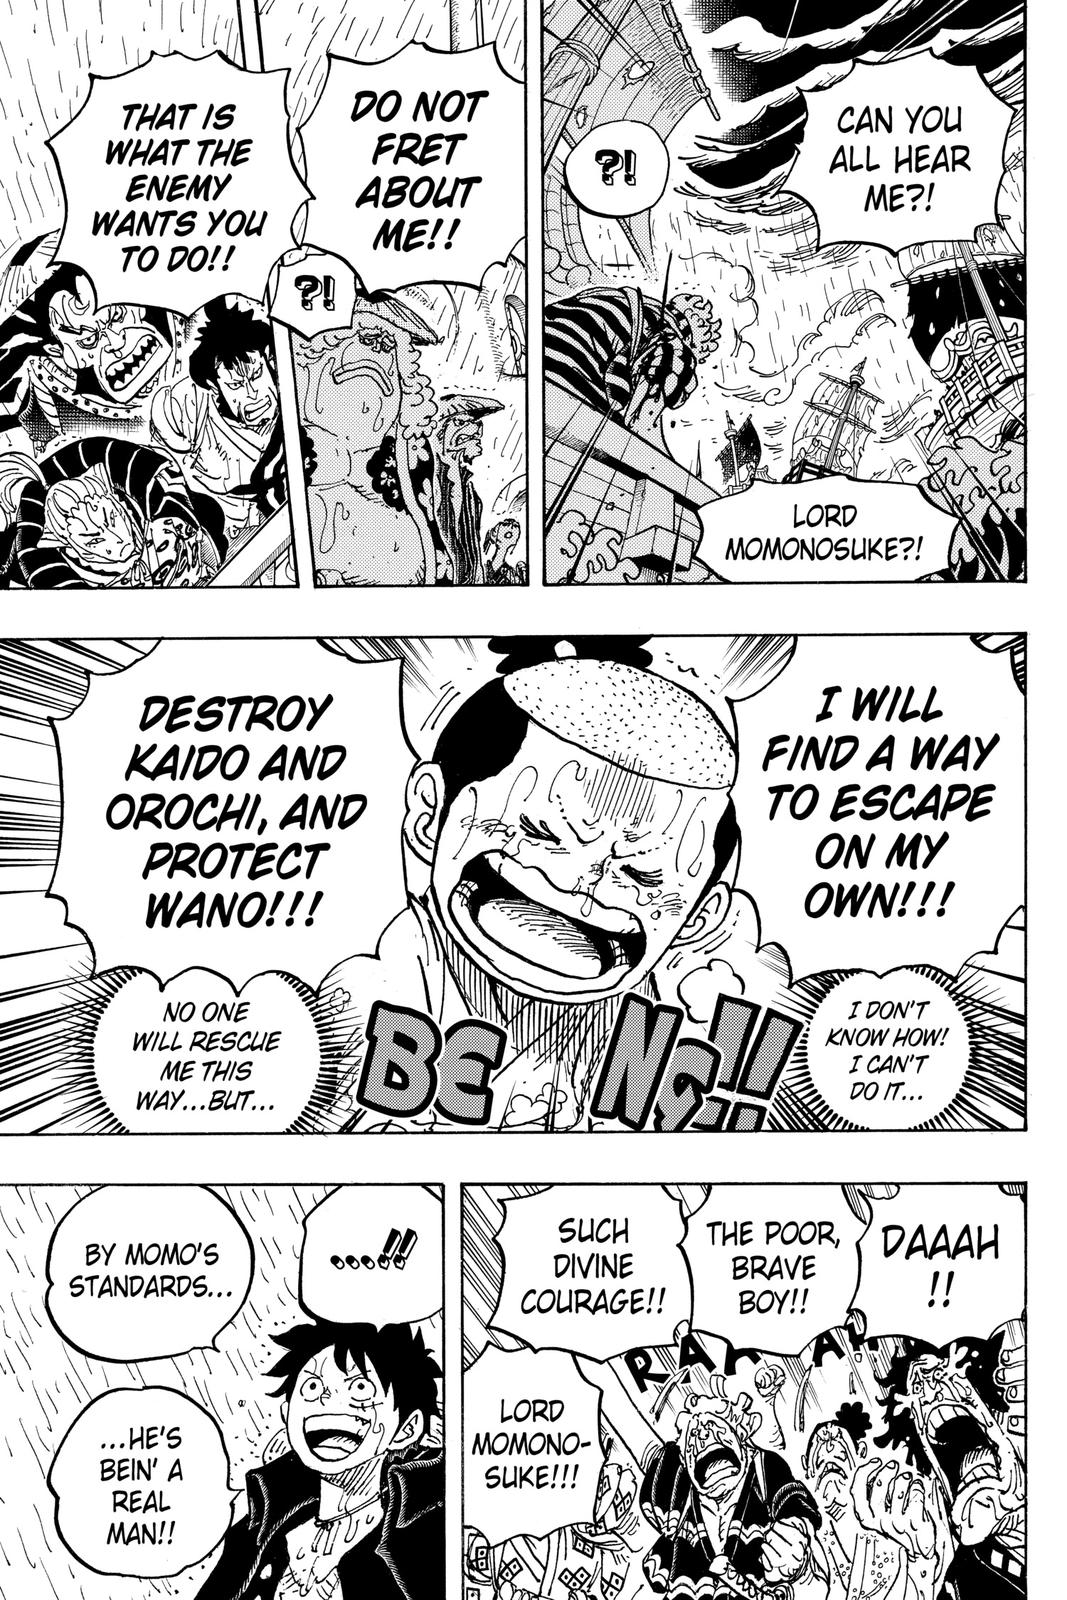 CAN YOU
ALL HEAR
ME?!
?!
LORD
MOMONOSUKE?!
DO NOT
FRET
ABOUT
ME!!
?!
THAT IS
WHAT THE
ENEMY
WANTS YOU
TO DO!!
I WILL
FIND A WAY
TO ESCAPE
ON MY
OWN!!!
I DON'T
KNOW HOW!
I CAN'T
DO IT...
BE NG!!
DESTROY
KAIDO AND
OROCHI, AND
PROTECT
WANO!!!
NO ONE
WILL RESCUE
ME THIS
WAY...BUT...
DAAAH
!!
THE POOR,
BRAVE
BOY!!
SUCH
DIVINE
COURAGE!!
LORD
MOMONO-
SUKE!!!
...!!
BY MOMO'S
STANDARDS...
...HE'S
BEIN' A
REAL
MAN!!